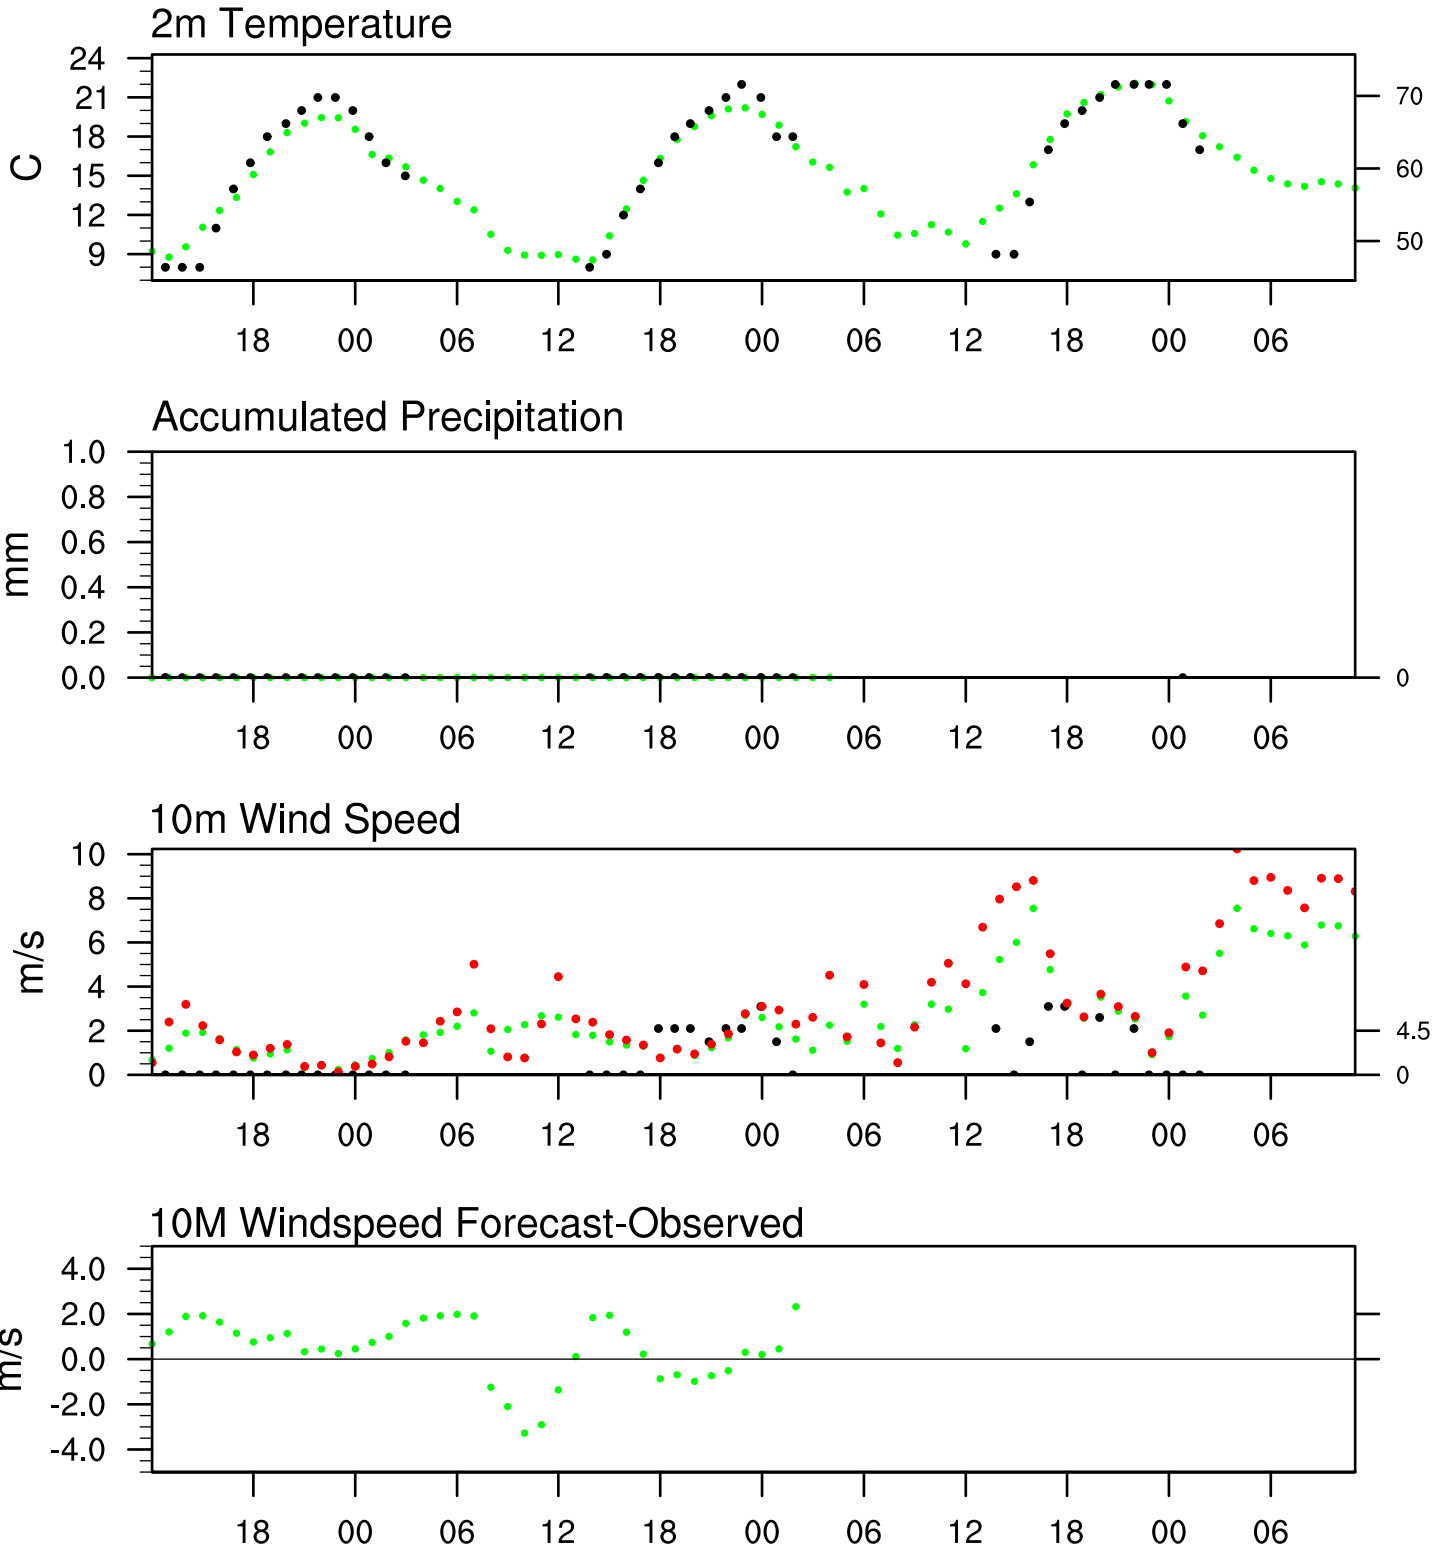 2m Temperature
24
21
18
15
12
9
C
70
60
50
18 00 06 12 18 00 06 12 18 00 06
Accumulated Precipitation
1.0
0.8
0.6
0.4
0.2
0.0
mm
0
18 00 06 12 18 00 06 12 18 00 06
10m Wind Speed
10
8
6
4
2
0
m/s
4.5
0
18 00 06 12 18 00 06 12 18 00 06
10M Windspeed Forecast-Observed
4.0
2.0
0.0
-2.0
-4.0
m/s
18 00 06 12 18 00 06 12 18 00 06